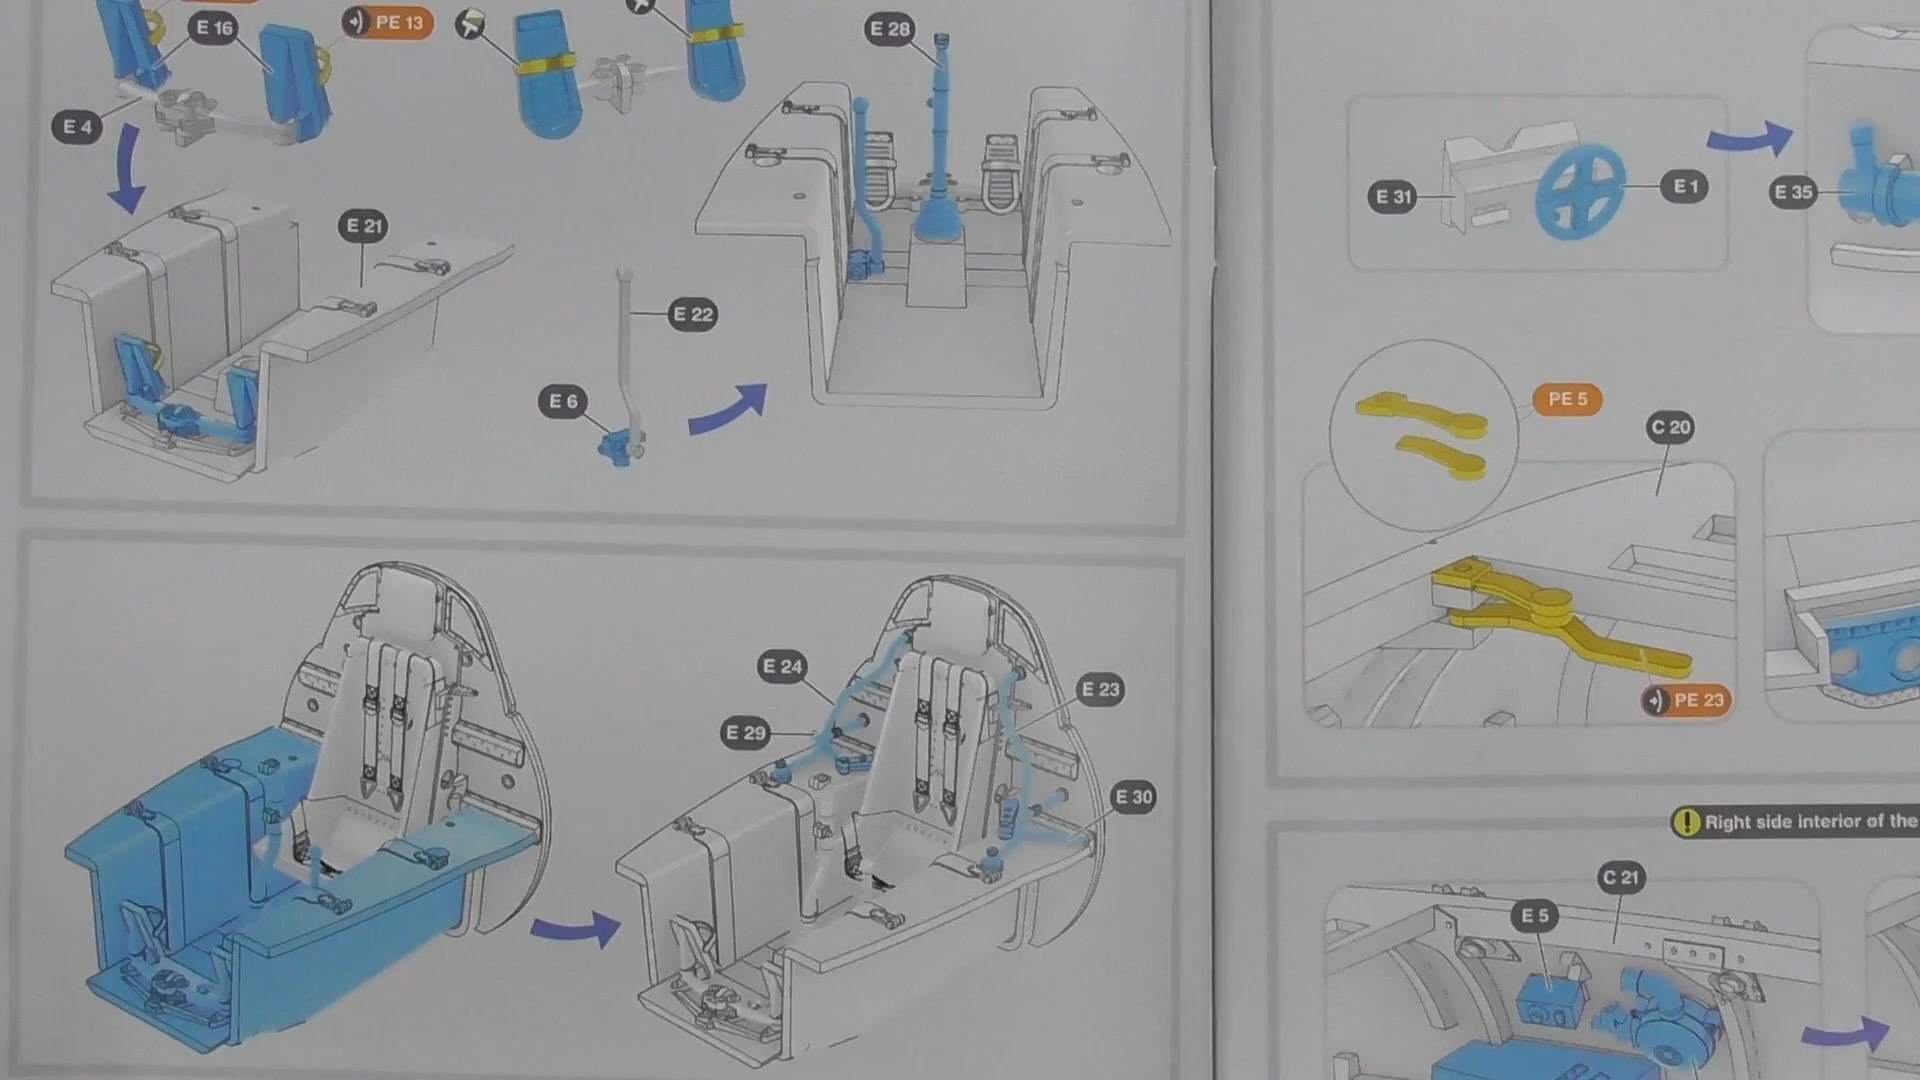 E 16
PE 13
E 28
E 4
E 21
E 22
E 6
E 24
E 23
E 29
E 30
E 31
E 1
E 35
PE 5
C 20
PE 23
Right side interior of the
C 21
E 5